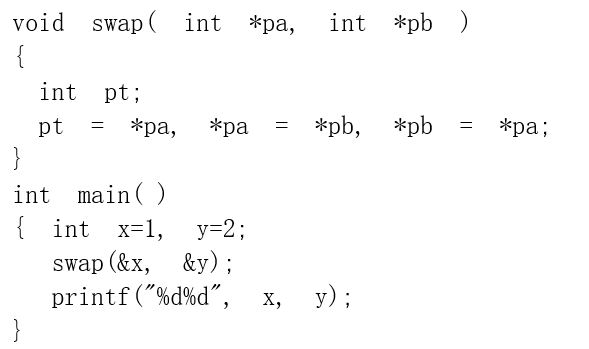 void swap( int *pa, int *pb )
{
int pt;
pt = *pa, *pa = *pb, *pb = *pa;
}
int main( )
{ int x=1, y=2;
swap(&x, &y);
printf("%d%d", x, y);
}